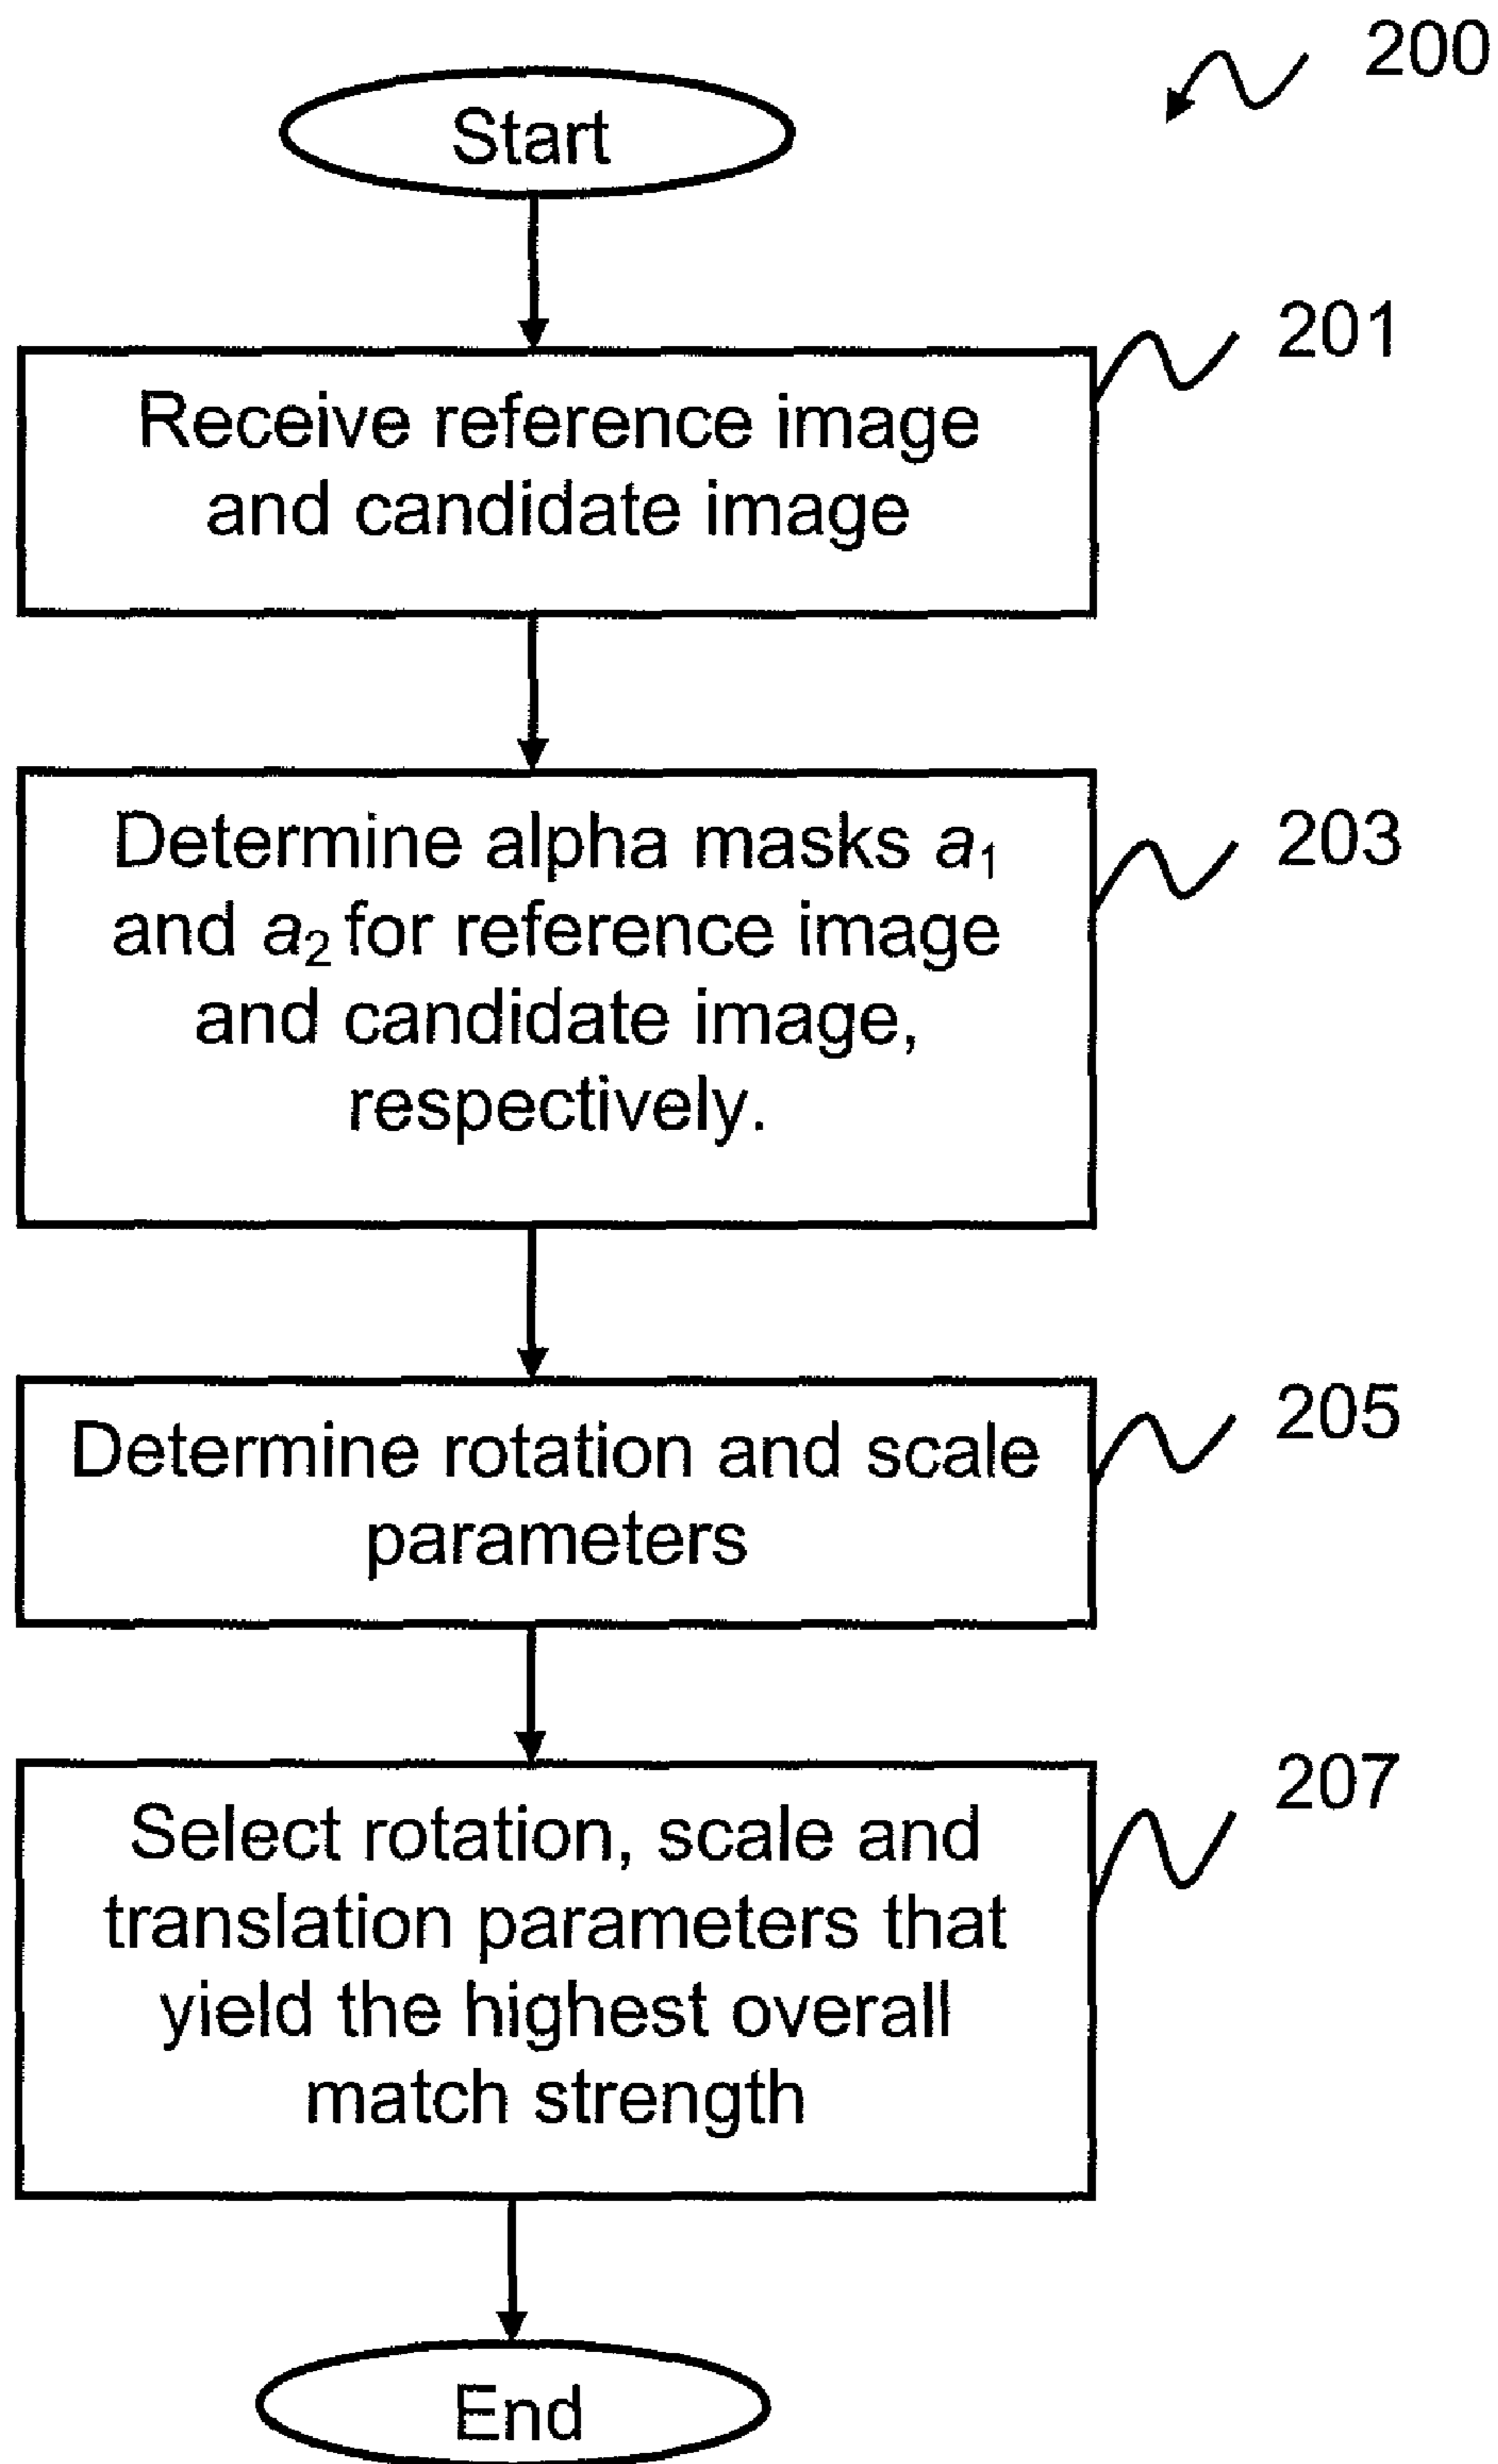 200
Start
201
Receive reference image
and candidate image
203
Determine alpha masks a₁
and a₂ for reference image
and candidate image,
respectively.
205
Determine rotation and scale
parameters
207
Select rotation, scale and
translation parameters that
yield the highest overall
match strength
End